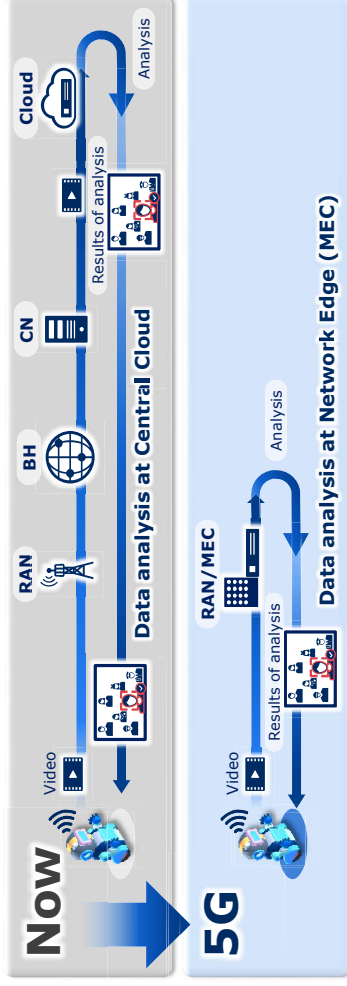 Now
Video
RAN
BH
CN
Cloud
Analysis
Results of analysis
Data analysis at Central Cloud
5G
Video
RAN/MEC
Analysis
Results of analysis
Data analysis at Network Edge (MEC)